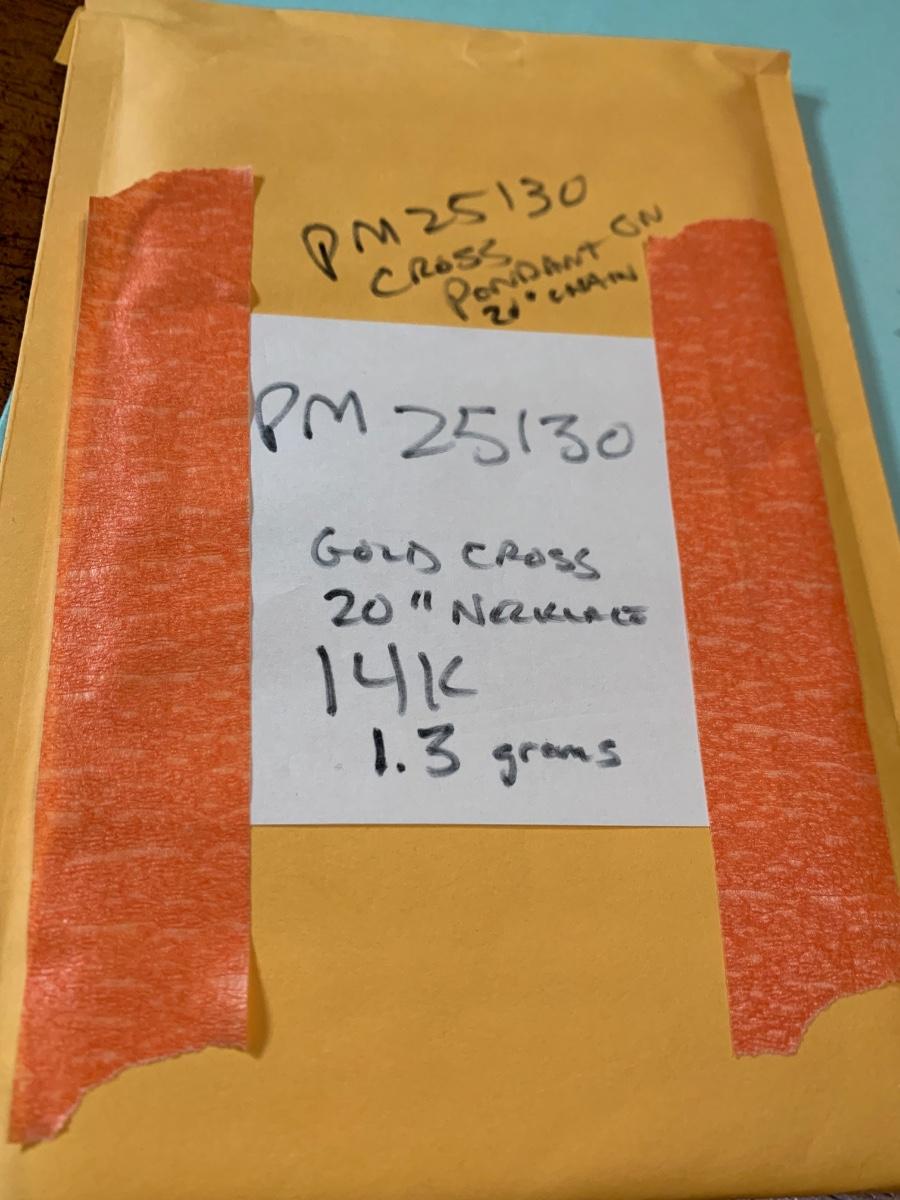 PM25130
CROSS
PONDANT ON
20" CHAIN
PM 25130
GOLD CROSS
20" NECKLACE
14K
1.3 grams